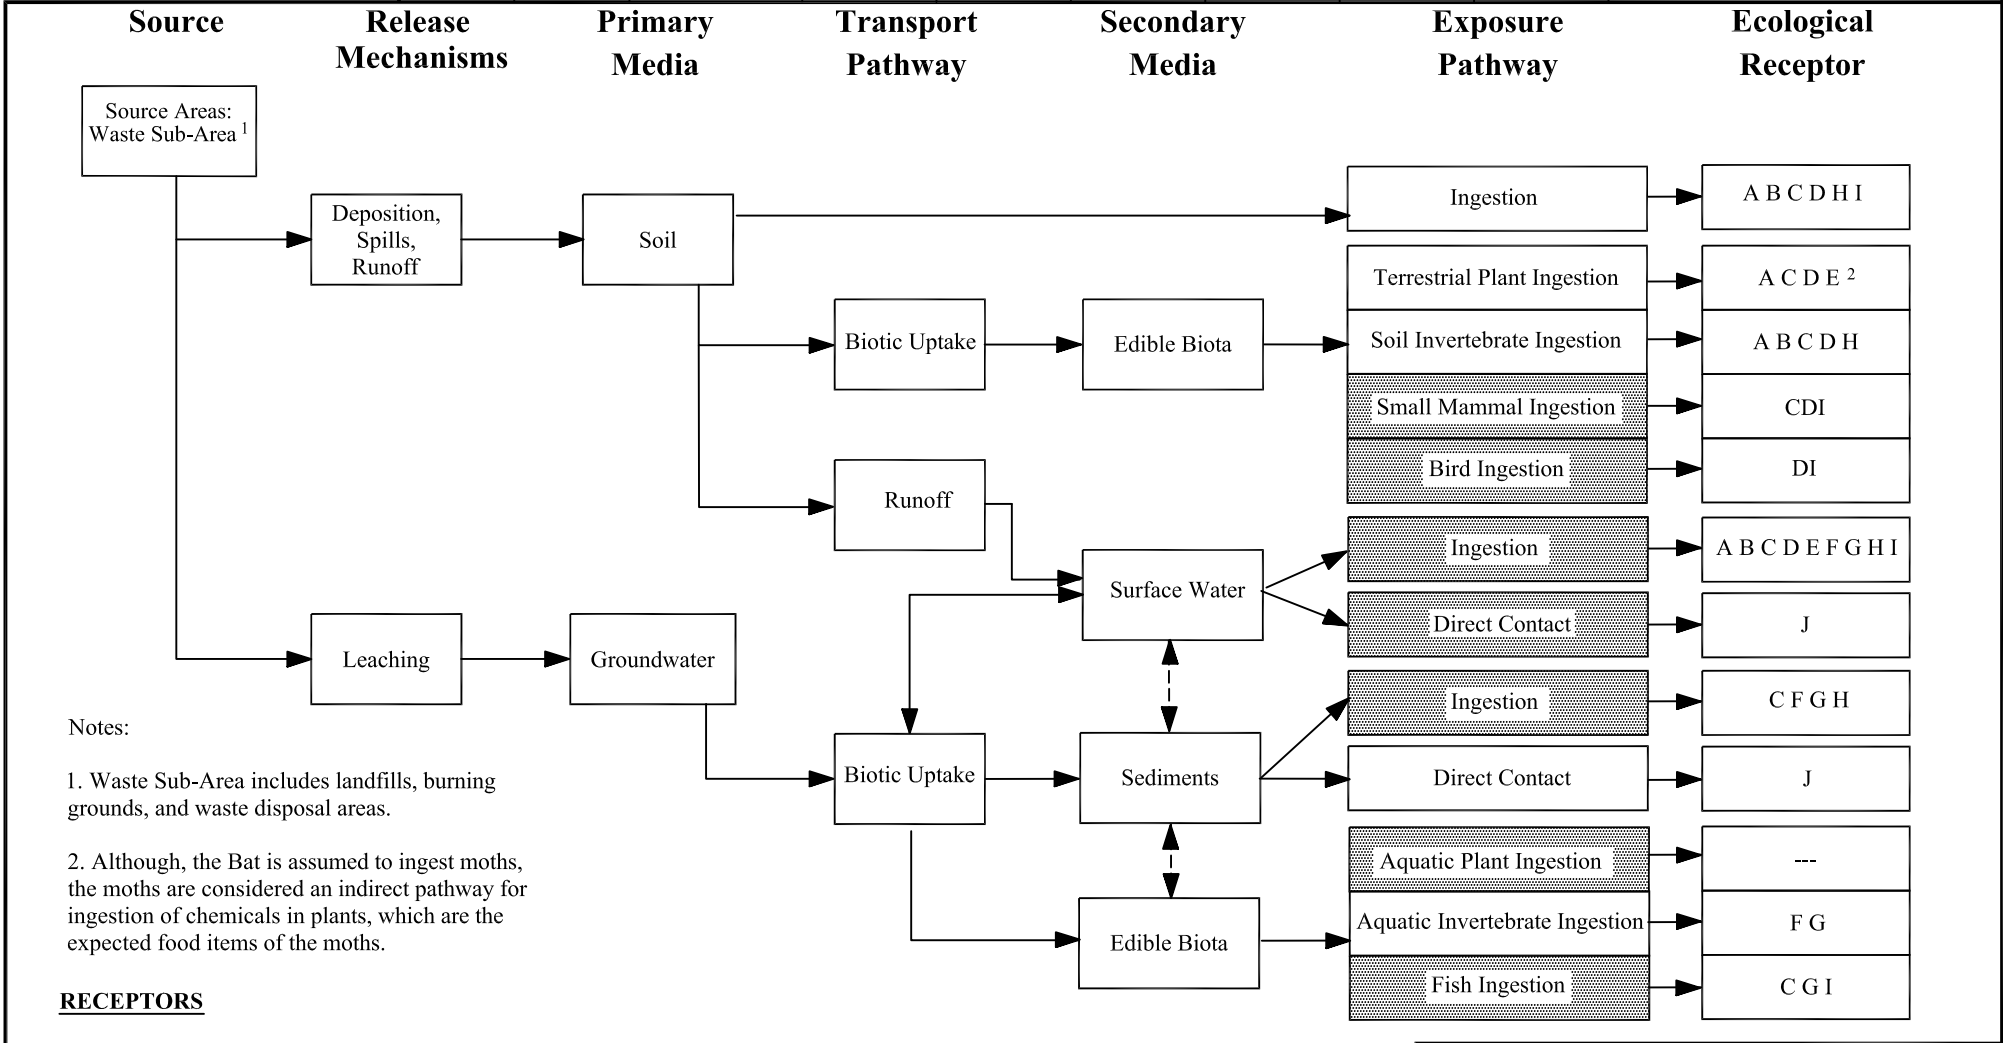 Source
Release
Mechanisms
Primary
Media
Transport
Pathway
Secondary
Media
Exposure
Pathway
Ecological
Receptor
Source Areas:
Waste Sub-Area 1
Deposition,
Spills,
Runoff
Soil
Ingestion
A B C D H I
Terrestrial Plant Ingestion
A C D E 2
Biotic Uptake
Edible Biota
Soil Invertebrate Ingestion
A B C D H
Small Mammal Ingestion
CDI
Bird Ingestion
DI
Runoff
Surface Water
Ingestion
A B C D E F G H I
Direct Contact
J
Leaching
Groundwater
Ingestion
C F G H
Biotic Uptake
Sediments
Direct Contact
J
Aquatic Plant Ingestion
---
Edible Biota
Aquatic Invertebrate Ingestion
F G
Fish Ingestion
C G I
Notes:
1. Waste Sub-Area includes landfills, burning
grounds, and waste disposal areas.
2. Although, the Bat is assumed to ingest moths,
the moths are considered an indirect pathway for
ingestion of chemicals in plants, which are the
expected food items of the moths.
RECEPTORS